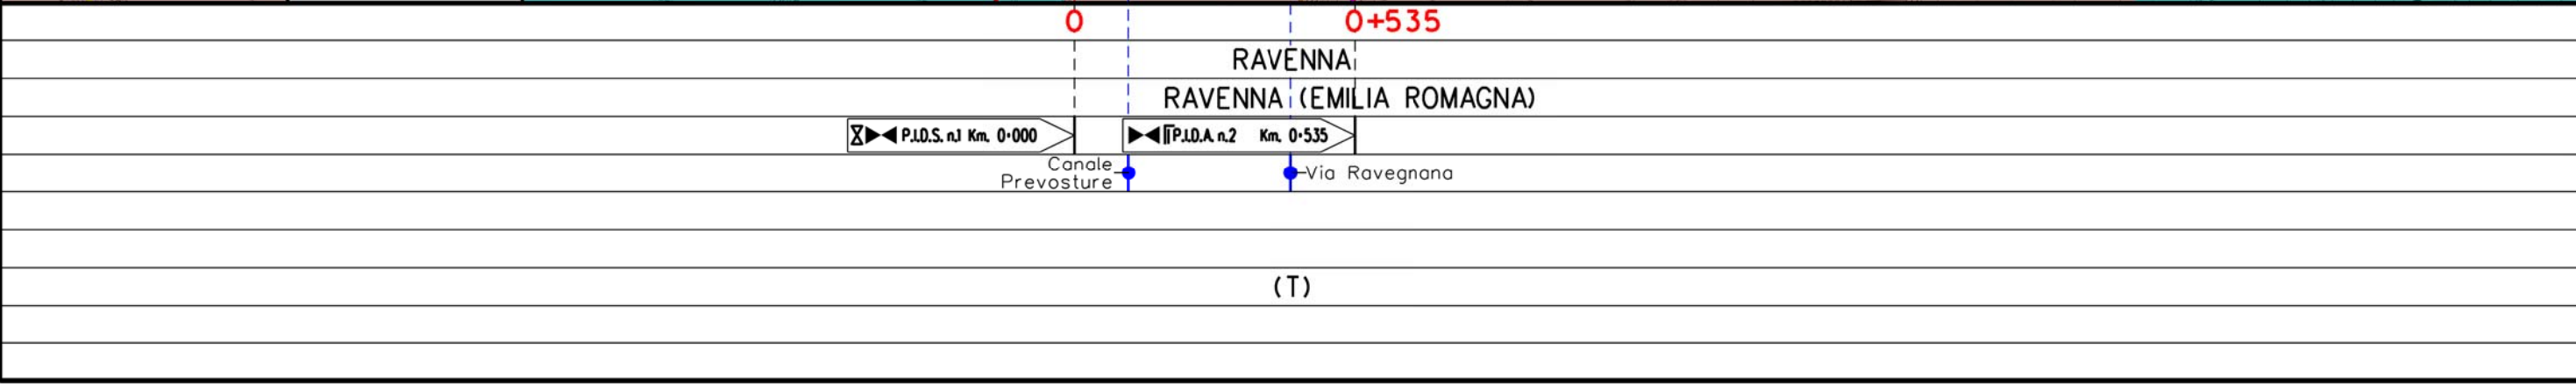 0 0+535
RAVENNA
RAVENNA (EMILIA ROMAGNA)
P.I.D.S. n.1 Km. 0+000 P.I.D.A. n.2 Km. 0+535
Canale
Prevosture
Via Ravegnana
(T)